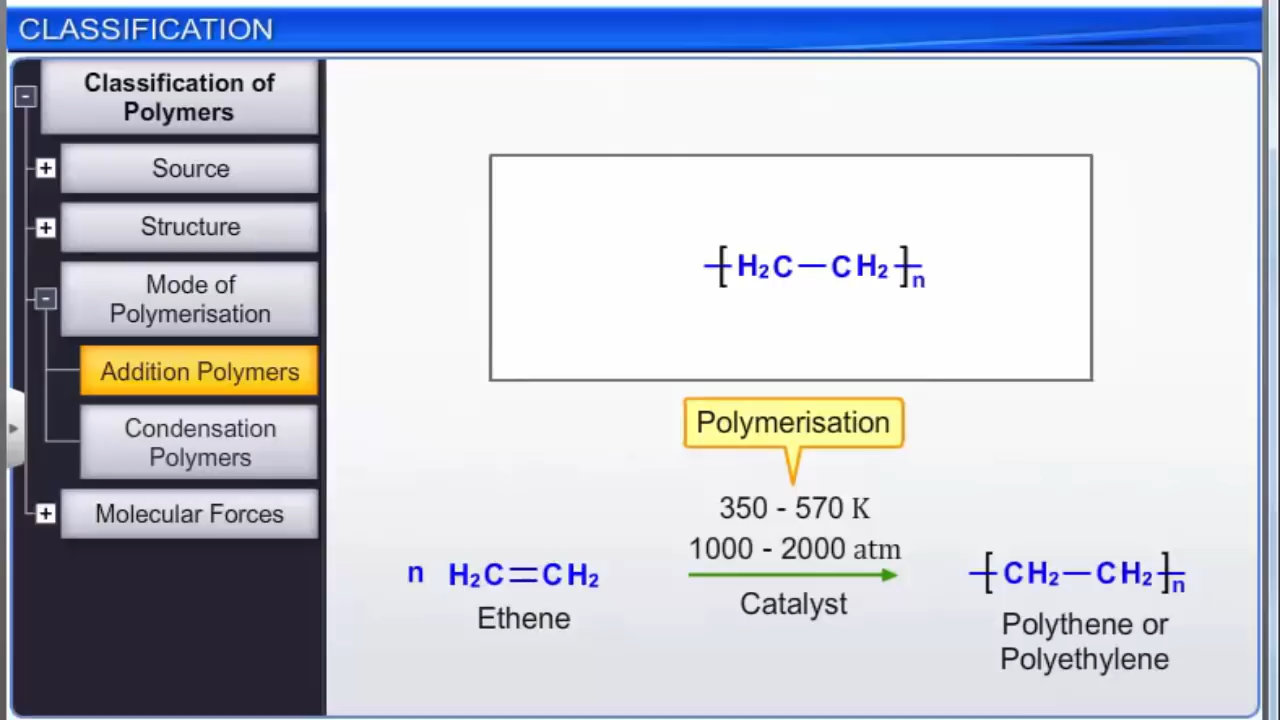 CLASSIFICATION
-
Classification of
Polymers
+
Source
+
Structure
-
Mode of
Polymerisation
Addition Polymers
Condensation
Polymers
+
Molecular Forces
[H₂C—CH₂]n
Polymerisation
350 - 570 K
1000 - 2000 atm
n H₂C=CH₂
Ethene
Catalyst
[CH₂—CH₂]n
Polythene or
Polyethylene